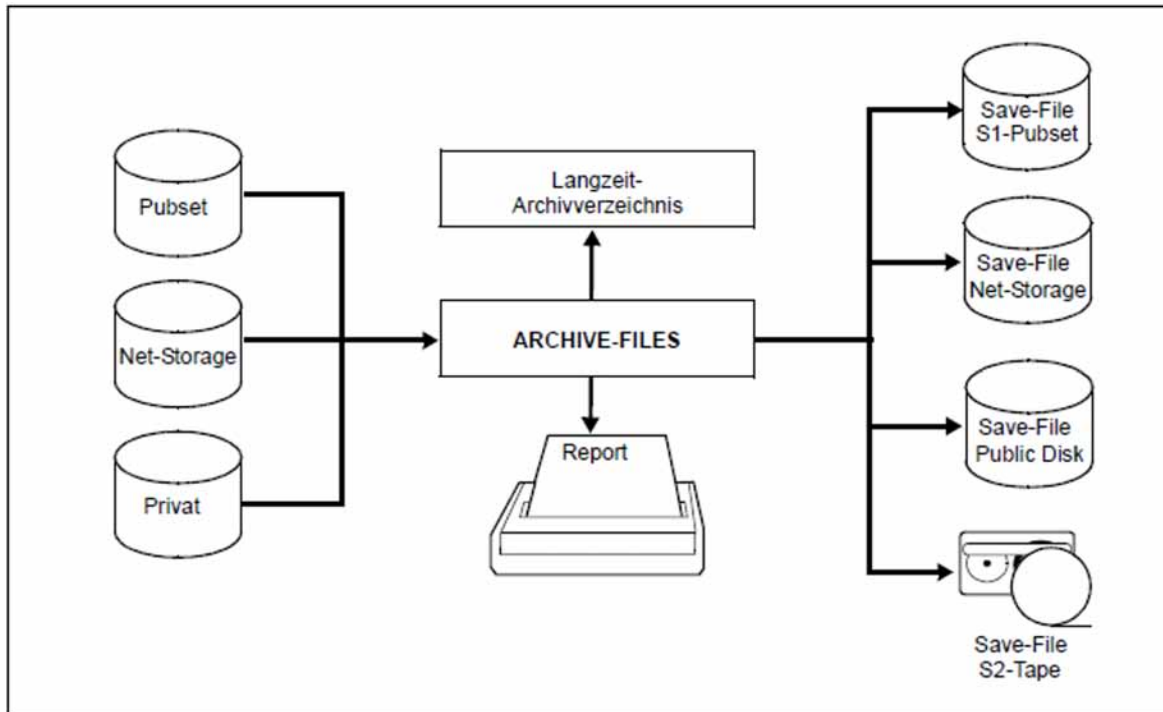 Pubset
Net-Storage
Privat
Langzeit-
Archivverzeichnis
ARCHIVE-FILES
Report
Save-File
S1-Pubset
Save-File
Net-Storage
Save-File
Public Disk
Save-File
S2-Tape